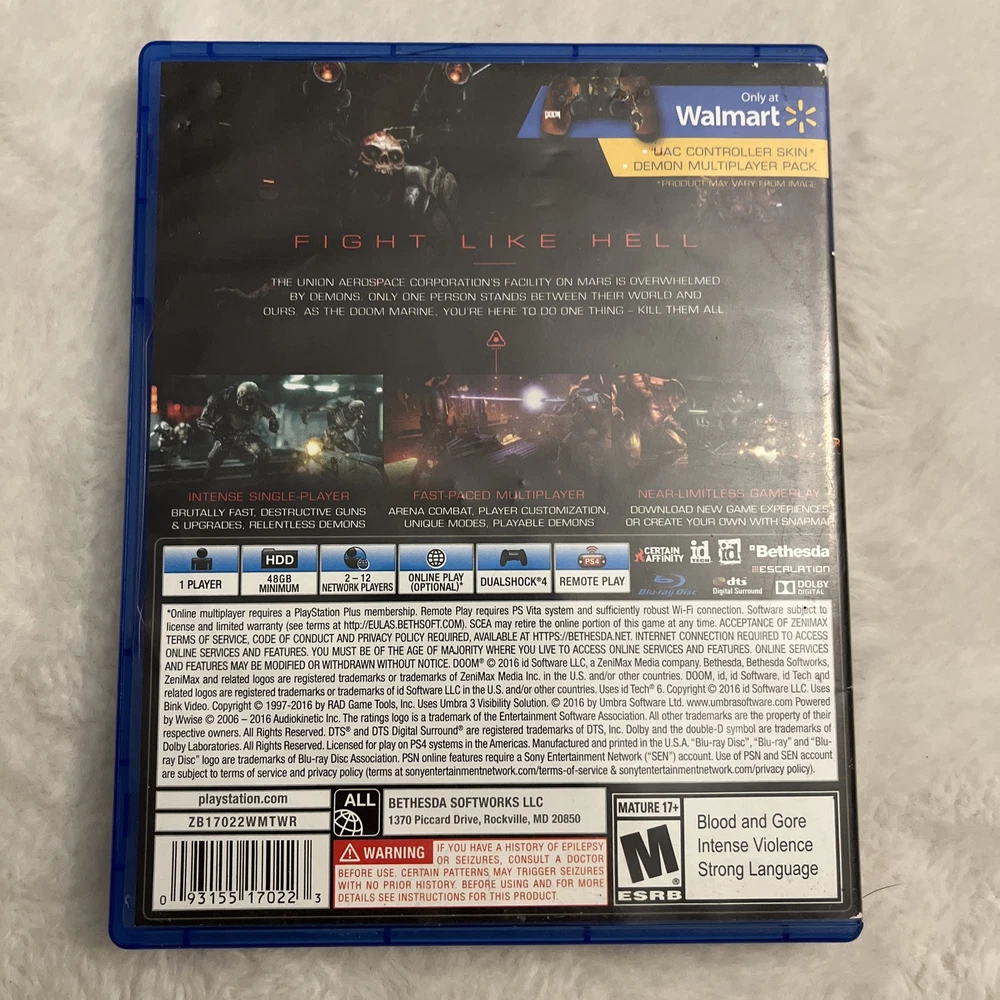 Only at
Walmart
DOOM
• "UAC CONTROLLER SKIN*
• DEMON MULTIPLAYER PACK
*PRODUCT MAY VARY FROM IMAGE
FIGHT LIKE HELL
THE UNION AEROSPACE CORPORATION'S FACILITY ON MARS IS OVERWHELMED
BY DEMONS. ONLY ONE PERSON STANDS BETWEEN THEIR WORLD AND
OURS. AS THE DOOM MARINE, YOU'RE HERE TO DO ONE THING – KILL THEM ALL
INTENSE SINGLE-PLAYER
BRUTALLY FAST, DESTRUCTIVE GUNS
& UPGRADES, RELENTLESS DEMONS
FAST-PACED MULTIPLAYER
ARENA COMBAT, PLAYER CUSTOMIZATION,
UNIQUE MODES, PLAYABLE DEMONS
NEAR-LIMITLESS GAMEPLAY
DOWNLOAD NEW GAME EXPERIENCES
OR CREATE YOUR OWN WITH SNAPMAP
1 PLAYER
HDD
48GB
MINIMUM
2 – 12
NETWORK PLAYERS
ONLINE PLAY
(OPTIONAL)*
DUALSHOCK®4
PS4
REMOTE PLAY
CERTAIN
AFFINITY
id
id
Bethesda
ESCALATION
Blu-ray Disc
dts
Digital Surround
DOLBY
DIGITAL
*Online multiplayer requires a PlayStation Plus membership. Remote Play requires PS Vita system and sufficiently robust Wi-Fi connection. Software subject to
license and limited warranty (see terms at http://EULAS.BETHSOFT.COM). SCEA may retire the online portion of this game at any time. ACCEPTANCE OF ZENIMAX
TERMS OF SERVICE, CODE OF CONDUCT AND PRIVACY POLICY REQUIRED, AVAILABLE AT HTTPS://BETHESDA.NET. INTERNET CONNECTION REQUIRED TO ACCESS
ONLINE SERVICES AND FEATURES. YOU MUST BE OF THE AGE OF MAJORITY WHERE YOU LIVE TO ACCESS ONLINE SERVICES AND FEATURES. ONLINE SERVICES
AND FEATURES MAY BE MODIFIED OR WITHDRAWN WITHOUT NOTICE. DOOM® © 2016 id Software LLC, a ZeniMax Media company. Bethesda, Bethesda Softworks,
ZeniMax and related logos are registered trademarks or trademarks of ZeniMax Media Inc. in the U.S. and/or other countries. DOOM, id, id Software, id Tech and
related logos are registered trademarks or trademarks of id Software LLC in the U.S. and/or other countries. Uses id Tech® 6. Copyright © 2016 id Software LLC. Uses
Bink Video. Copyright © 1997-2016 by RAD Game Tools, Inc. Uses Umbra 3 Visibility Solution. © 2016 by Umbra Software Ltd. www.umbrasoftware.com Powered
by Wwise © 2006 – 2016 Audiokinetic Inc. The ratings logo is a trademark of the Entertainment Software Association. All other trademarks are the property of their
respective owners. All Rights Reserved. DTS® and DTS Digital Surround® are registered trademarks of DTS, Inc. Dolby and the double-D symbol are trademarks of
Dolby Laboratories. All Rights Reserved. Licensed for play on PS4 systems in the Americas. Manufactured and printed in the U.S.A. "Blu-ray Disc", "Blu-ray" and "Blu-
ray Disc" logo are trademarks of Blu-ray Disc Association. PSN online features require a Sony Entertainment Network ("SEN") account. Use of PSN and SEN account
are subject to terms of service and privacy policy (terms at sonyentertainmentnetwork.com/terms-of-service & sonyentertainmentnetwork.com/privacy policy).
playstation.com
ZB17022WMTWR
0 93155 17022 3
ALL
BETHESDA SOFTWORKS LLC
1370 Piccard Drive, Rockville, MD 20850
WARNING IF YOU HAVE A HISTORY OF EPILEPSY
OR SEIZURES, CONSULT A DOCTOR
BEFORE USE. CERTAIN PATTERNS MAY TRIGGER SEIZURES
WITH NO PRIOR HISTORY. BEFORE USING AND FOR MORE
DETAILS SEE INSTRUCTIONS FOR THIS PRODUCT.
MATURE 17+
M
®
ESRB
Blood and Gore
Intense Violence
Strong Language